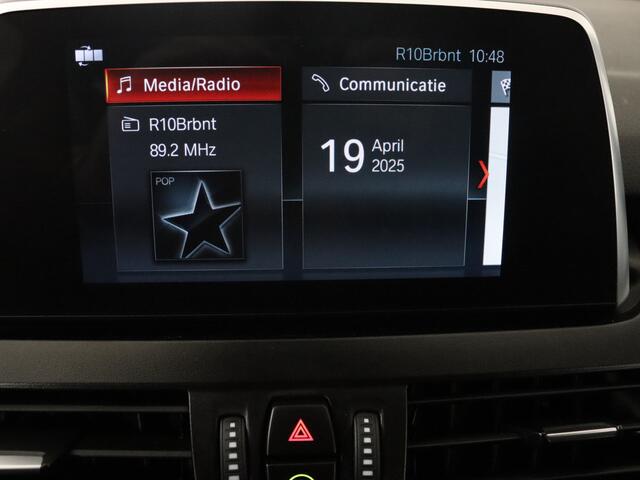 R10Brbnt 10:48
Media/Radio
Communicatie
R10Brbnt
89.2 MHz
POP
19
April
2025